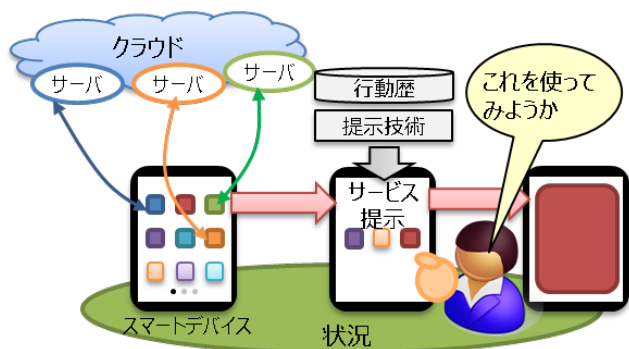 クラウド
サーバ
サーバ
サーバ
行動歴
提示技術
これを使って
みようか
サービス
提示
スマートデバイス
状況